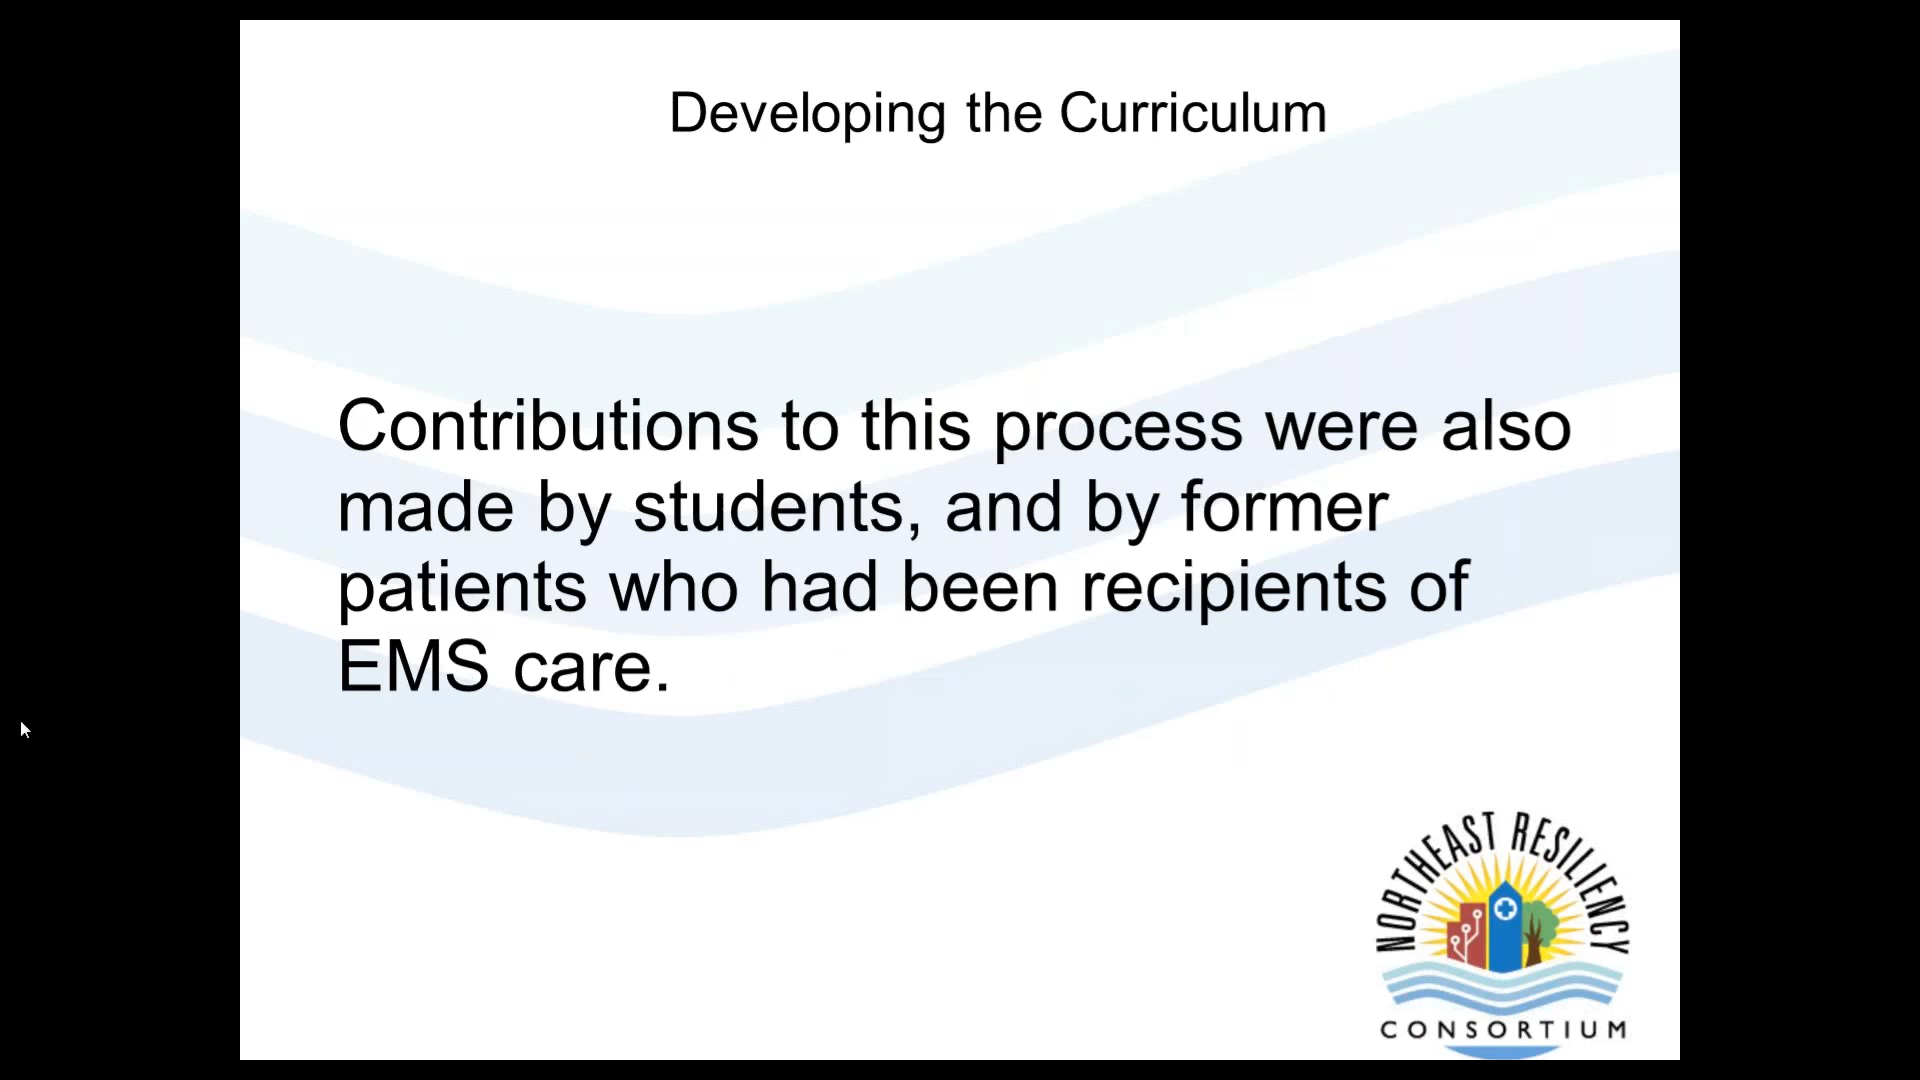 Developing the Curriculum
Contributions to this process were also
made by students, and by former
patients who had been recipients of
EMS care.
NORTHEAST RESILIENCY
CONSORTIUM